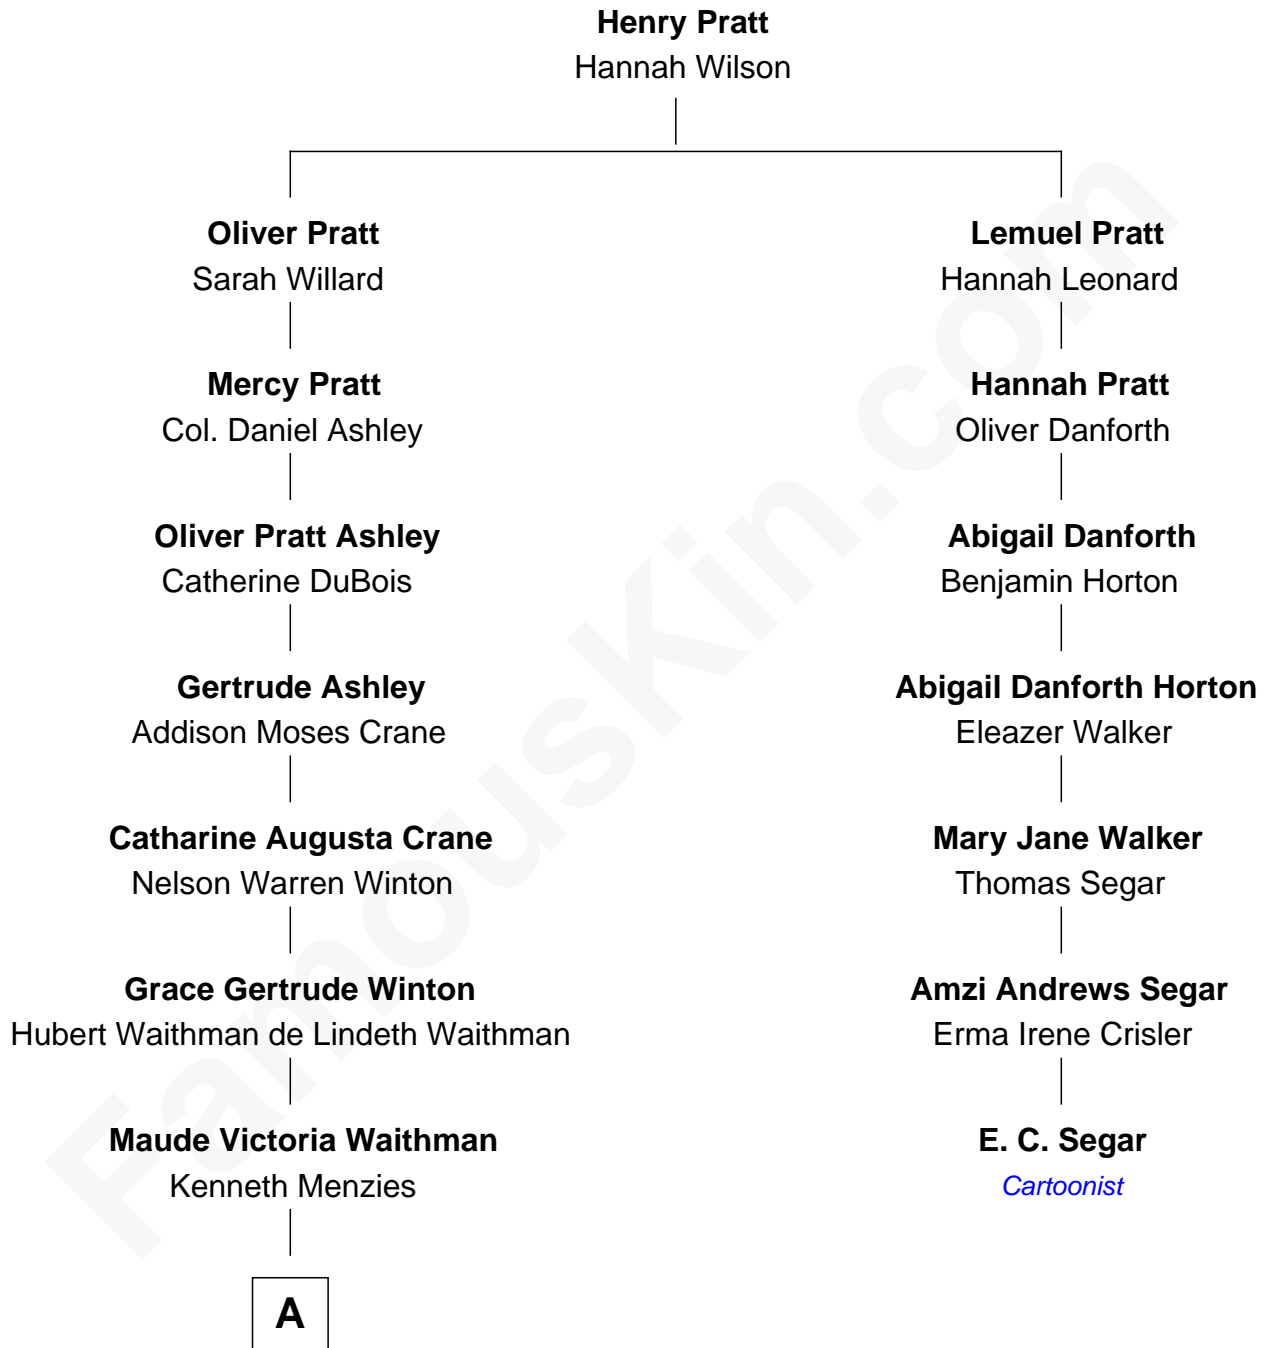 Henry Pratt
Hannah Wilson
Oliver Pratt
Sarah Willard
Mercy Pratt
Col. Daniel Ashley
Oliver Pratt Ashley
Catherine DuBois
Gertrude Ashley
Addison Moses Crane
Catharine Augusta Crane
Nelson Warren Winton
Grace Gertrude Winton
Hubert Waithman de Lindeth Waithman
Maude Victoria Waithman
Kenneth Menzies
A
Lemuel Pratt
Hannah Leonard
Hannah Pratt
Oliver Danforth
Abigail Danforth
Benjamin Horton
Abigail Danforth Horton
Eleazer Walker
Mary Jane Walker
Thomas Segar
Amzi Andrews Segar
Erma Irene Crisler
E. C. Segar
Cartoonist
FamousKin.com